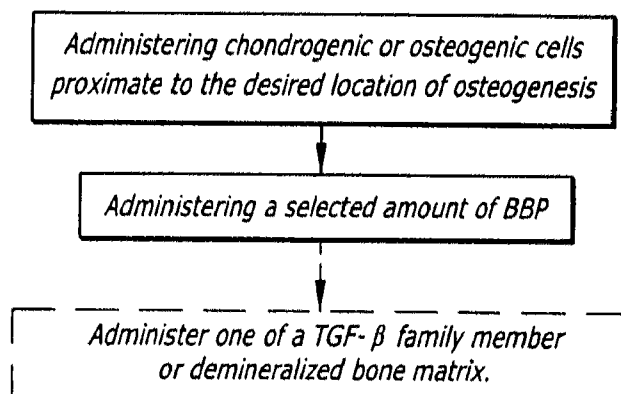 Administering chondrogenic or osteogenic cells
proximate to the desired location of osteogenesis
Administering a selected amount of BBP
Administer one of a TGF- β family member
or demineralized bone matrix.